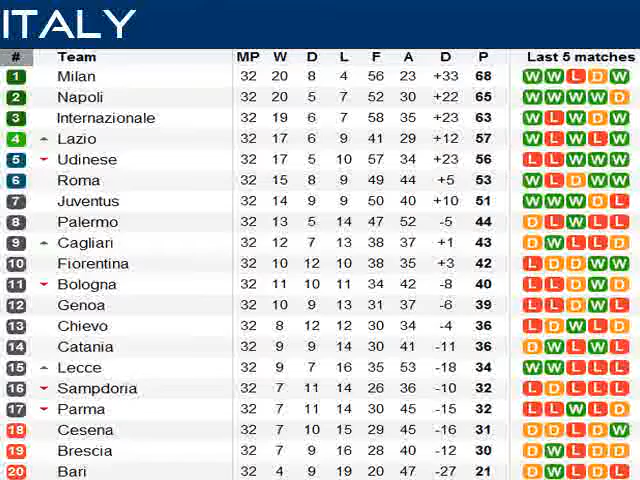 ITALY
# Team MP W D L F A D P Last 5 matches
1 Milan 32 20 8 4 56 23 +33 68 W W L D W
2 Napoli 32 20 5 7 52 30 +22 65 W W W W D
3 Internazionale 32 19 6 7 58 35 +23 63 W L W D W
4 Lazio 32 17 6 9 41 29 +12 57 W L W L W
5 Udinese 32 17 5 10 57 34 +23 56 L L W W W
6 Roma 32 15 8 9 49 44 +5 53 W L D W W
7 Juventus 32 14 9 9 50 40 +10 51 W W W D L
8 Palermo 32 13 5 14 47 52 -5 44 D L W L L
9 Cagliari 32 12 7 13 38 37 +1 43 D W L L D
10 Fiorentina 32 10 12 10 38 35 +3 42 L D D W W
11 Bologna 32 11 10 11 34 42 -8 40 L L D W D
12 Genoa 32 10 9 13 31 37 -6 39 L L D W L
13 Chievo 32 8 12 12 30 34 -4 36 L D W L D
14 Catania 32 9 9 14 30 41 -11 36 D W L W L
15 Lecce 32 9 7 16 35 53 -18 34 W W L L L
16 Sampdoria 32 7 11 14 26 36 -10 32 L D L L L
17 Parma 32 7 11 14 30 45 -15 32 L L W L D
18 Cesena 32 7 10 15 29 45 -16 31 D D L D W
19 Brescia 32 7 9 16 28 40 -12 30 D W L D D
20 Bari 32 4 9 19 20 47 -27 21 D W L D L